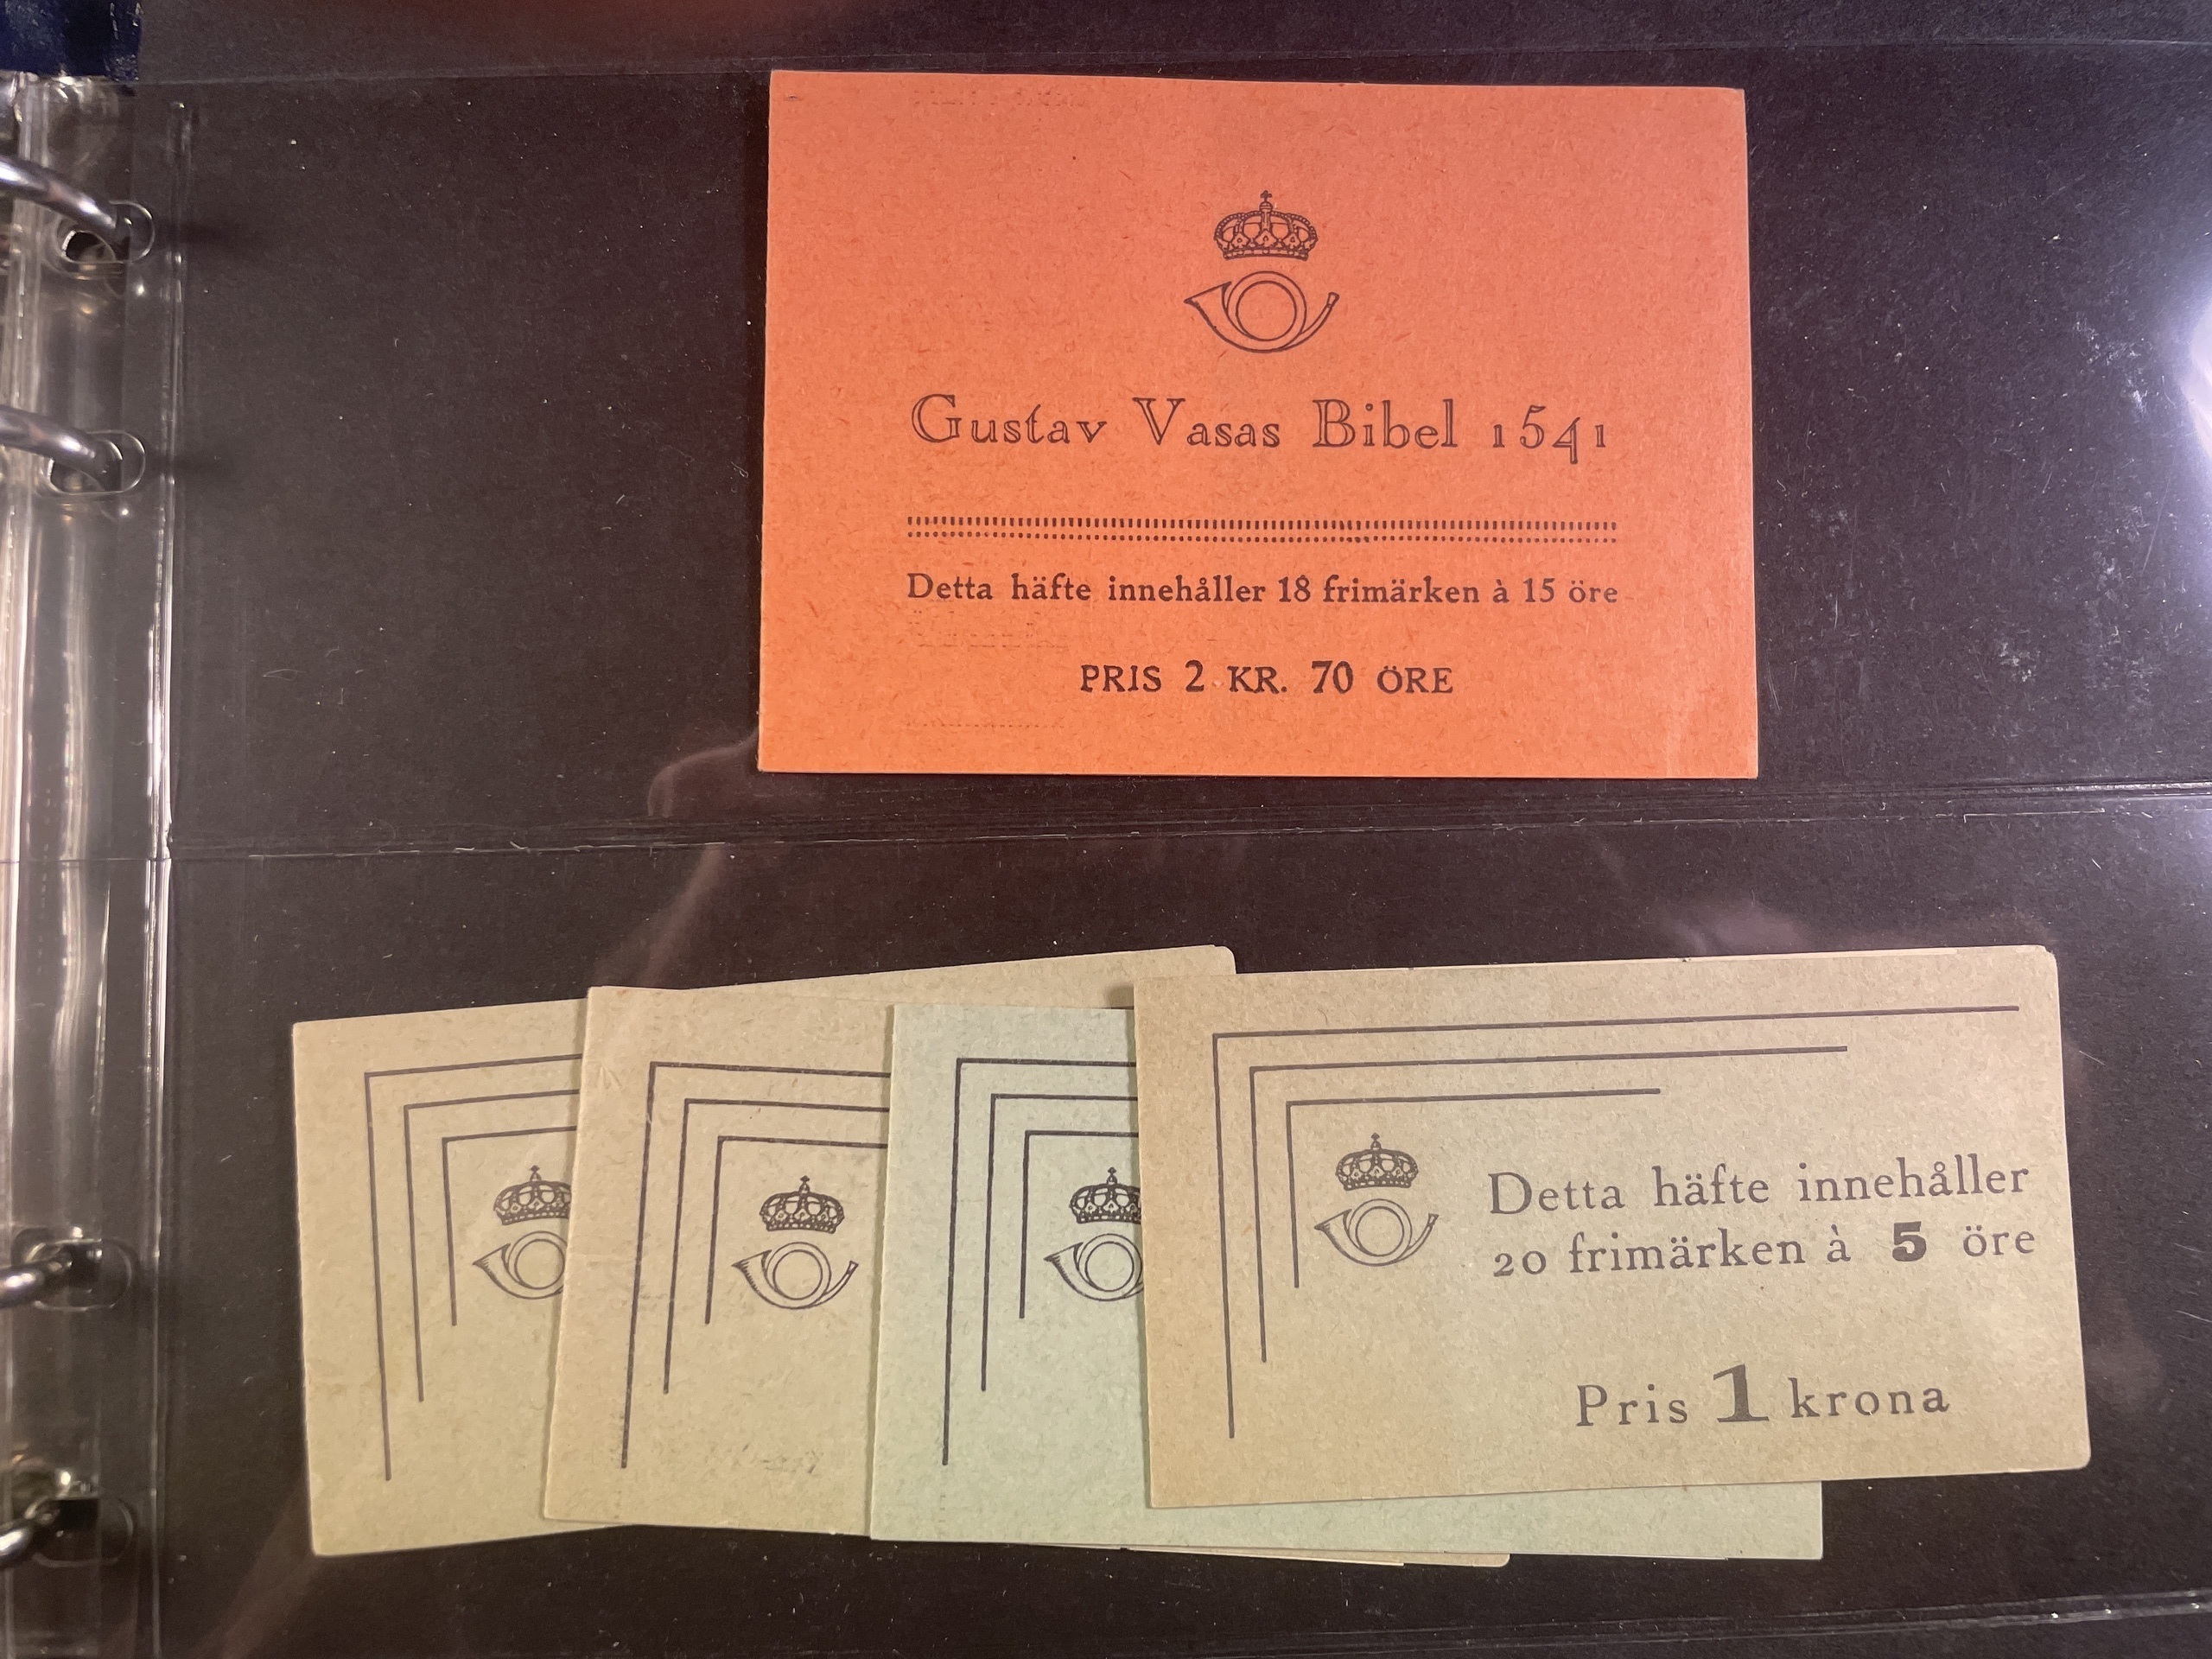 Gustav Vasas Bibel 1541
Detta häfte innehåller 18 frimärken à 15 öre
PRIS 2 KR. 70 ÖRE
Detta häfte innehåller
20 frimärken à 5 öre
Pris 1 krona